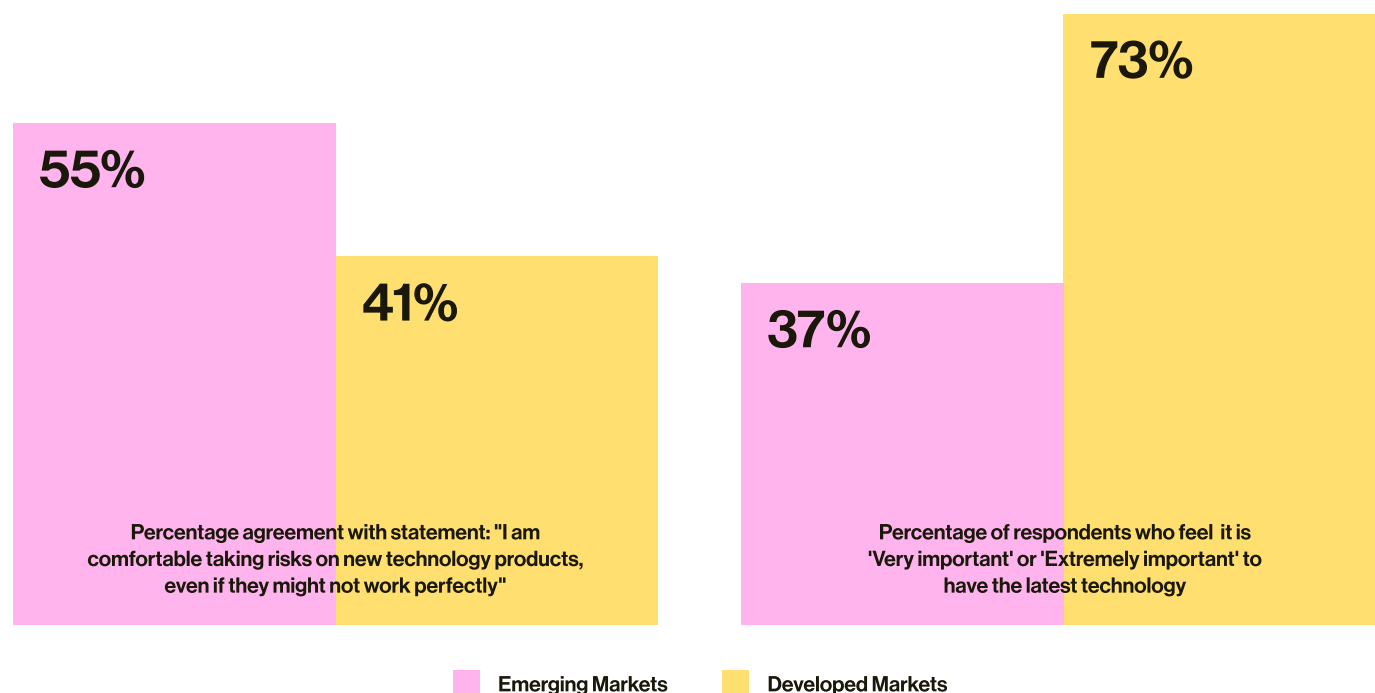 55%
41%
Percentage agreement with statement: "I am
comfortable taking risks on new technology products,
even if they might not work perfectly"
37%
73%
Percentage of respondents who feel  it is
'Very important' or 'Extremely important' to
have the latest technology
Emerging Markets
Developed Markets